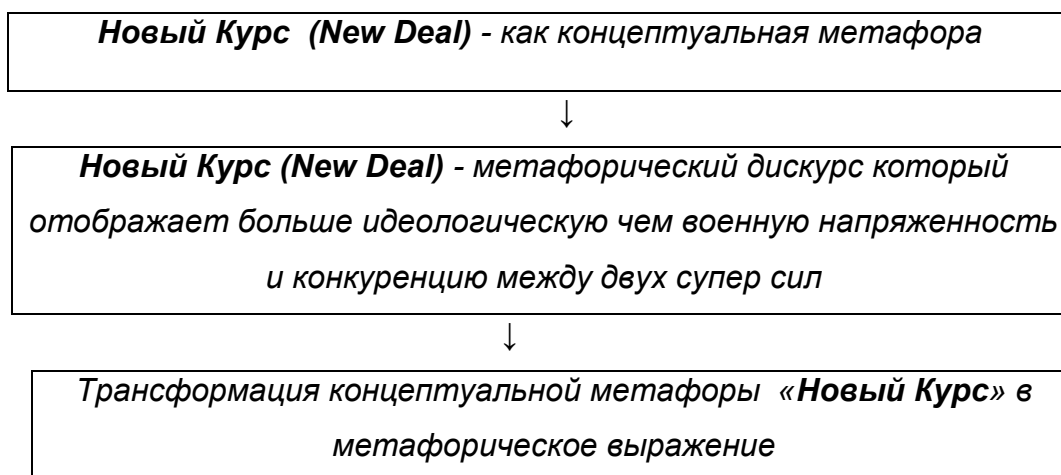 Новый Курс (New Deal) - как концептуальная метафора
↓
Новый Курс (New Deal) - метафорический дискурс который
отображает больше идеологическую чем военную напряженность
и конкуренцию между двух супер сил
↓
Трансформация концептуальной метафоры «Новый Курс» в
метафорическое выражение